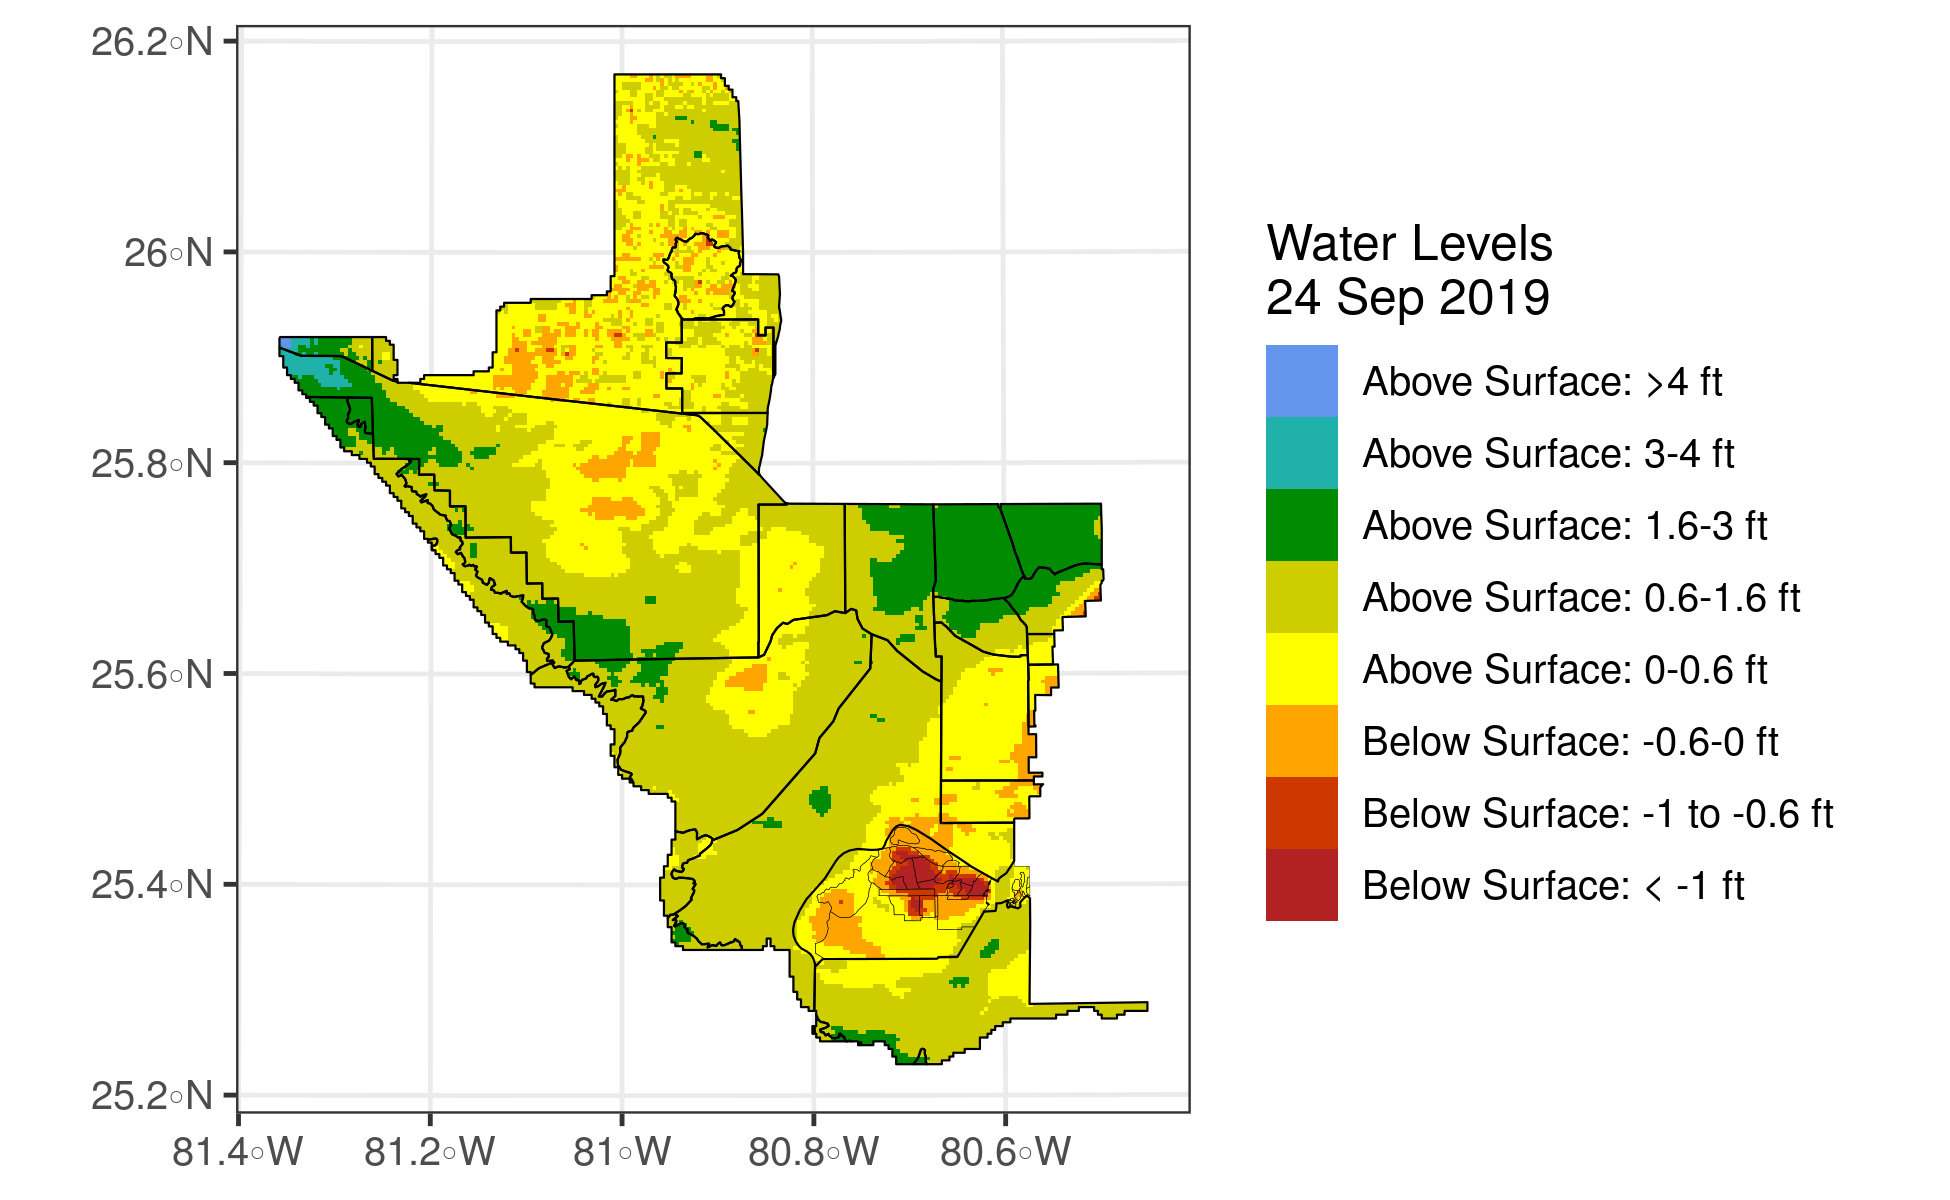 26.2◦N
26◦N
25.8◦N
25.6◦N
25.4◦N
25.2◦N
81.4◦W
81.2◦W
81◦W
80.8◦W
80.6◦W
Water Levels
24 Sep 2019
Above Surface: >4 ft
Above Surface: 3-4 ft
Above Surface: 1.6-3 ft
Above Surface: 0.6-1.6 ft
Above Surface: 0-0.6 ft
Below Surface: -0.6-0 ft
Below Surface: -1 to -0.6 ft
Below Surface: < -1 ft